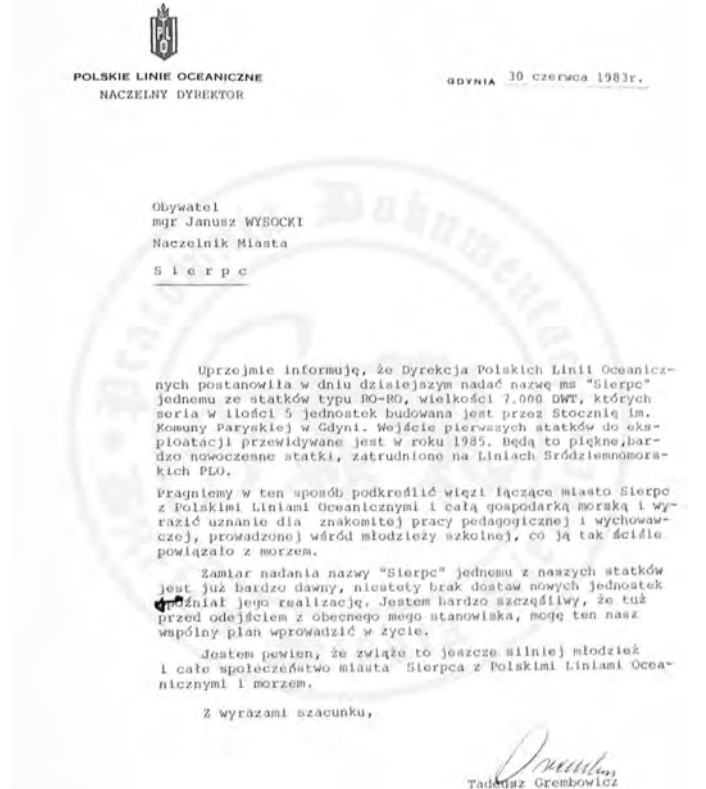 PLO
POLSKIE LINIE OCEANICZNE
NACZELNY DYREKTOR
GDYNIA 30 czerwca 1983r.
Obywatel
mgr Janusz WYSOCKI
Naczelnik Miasta
S i e r p c
Uprzejmie informuję, że Dyrekcja Polskich Linii Oceanicz-
nych postanowiła w dniu dzisiejszym nadać nazwę ms "Sierpc"
jednemu ze statków typu RO-RO, wielkości 7.000 DWT, których
seria w ilości 5 jednostek budowana jest przez Stocznię im.
Komuny Paryskiej w Gdyni. Wejście pierwszych statków do eks-
ploatacji przewidywane jest w roku 1985. Będą to piękne,bar-
dzo nowoczesne statki, zatrudnione na Liniach Sródziemnomors-
kich PLO.
Pragniemy w ten sposób podkreślić więzi łączące miasto Sierpc
z Polskimi Liniami Oceanicznymi i całą gospodarką morską i wy-
razić uznanie dla znakomitej pracy pedagogicznej i wychowaw-
czej, prowadzonej wśród młodzieży szkolnej, co ją tak ściśle
powiązało z morzem.
Zamiar nadania nazwy "Sierpc" jednemu z naszych statków
jest już bardzo dawny, niestety brak dostaw nowych jednostek
opóźniał jego realizację. Jestem bardzo szczęśliwy, że tuż
przed odejściem z obecnego mego stanowiska, mogę ten nasz
wspólny plan wprowadzić w życie.
Jestem pewien, że zwiąże to jeszcze silniej młodzież
i całe społeczeństwo miasta Sierpca z Polskimi Liniami Ocea-
nicznymi i morzem.
Z wyrazami szacunku,
Tadeusz Grembowicz